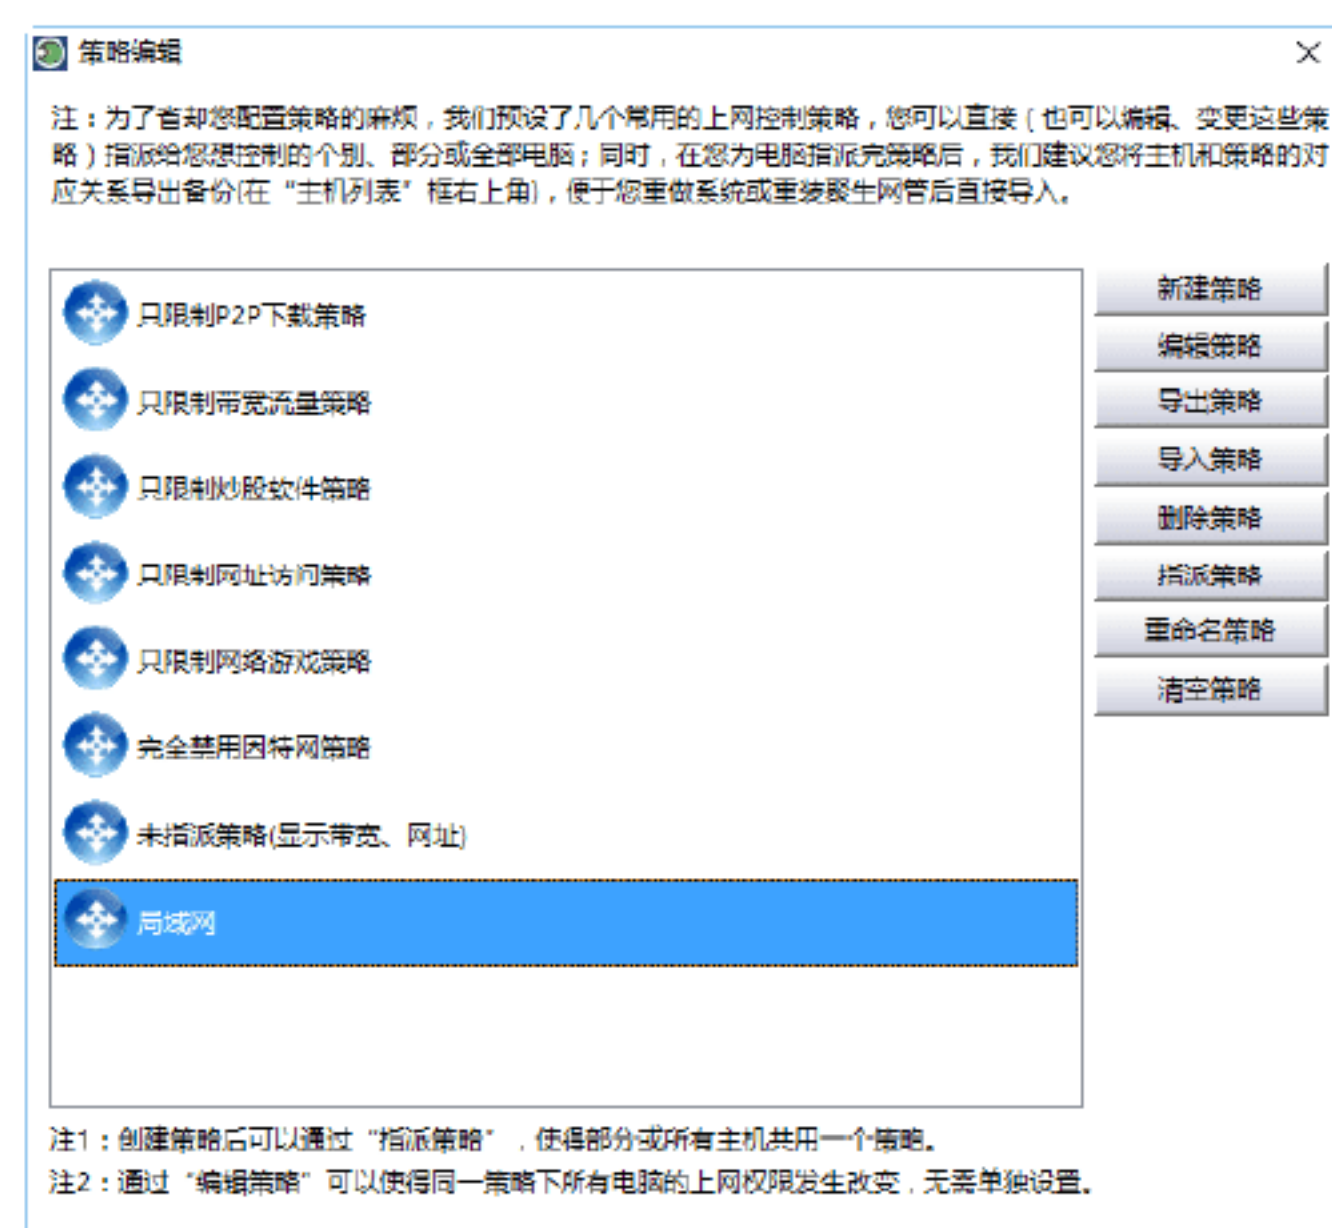 策略编辑
注：为了省却您配置策略的麻烦，我们预设了几个常用的上网控制策略，您可以直接（也可以编辑、变更这些策
略）指派给您想控制的个别、部分或全部电脑；同时，在您为电脑指派完策略后，我们建议您将主机和策略的对
应关系导出备份(在“主机列表”框右上角)，便于您重做系统或重装聚生网管后直接导入。
只限制P2P下载策略
只限制带宽流量策略
只限制炒股软件策略
只限制网址访问策略
只限制网络游戏策略
完全禁用因特网策略
未指派策略(显示带宽、网址)
局域网
新建策略
编辑策略
导出策略
导入策略
删除策略
指派策略
重命名策略
清空策略
注1：创建策略后可以通过“指派策略”，使得部分或所有主机共用一个策略。
注2：通过“编辑策略”可以使得同一策略下所有电脑的上网权限发生改变，无需单独设置。